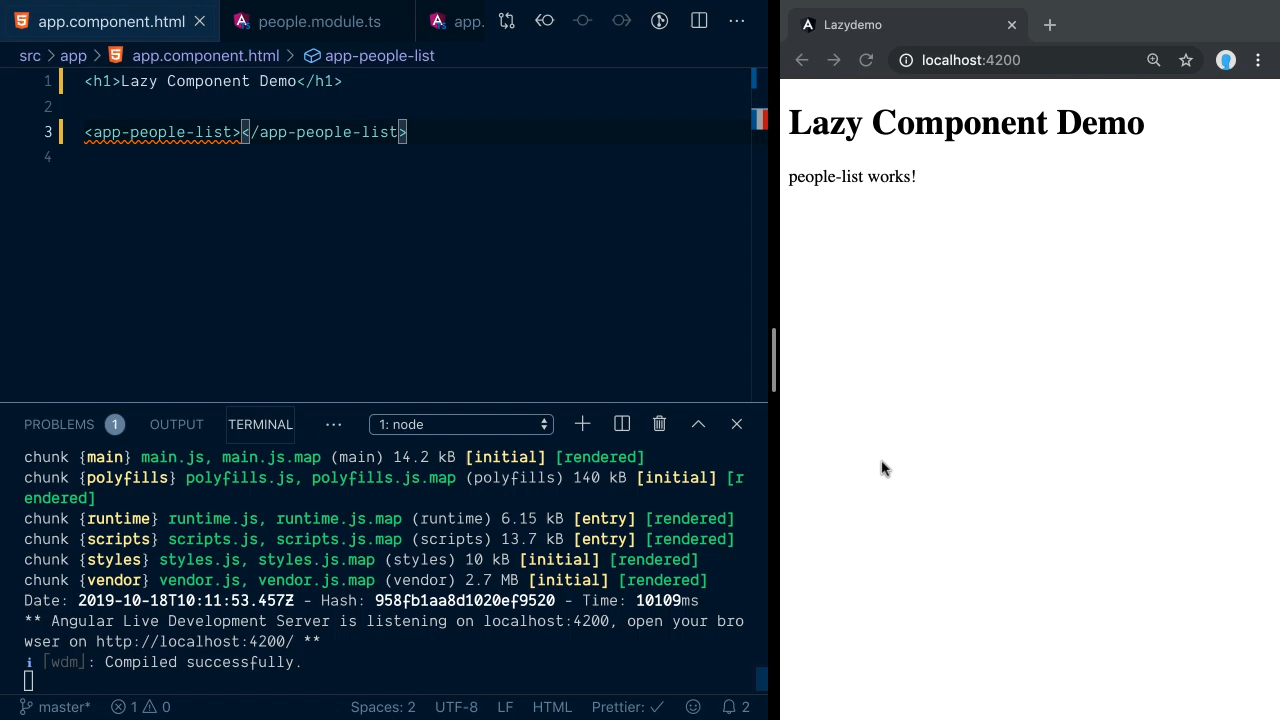 app.component.html
people.module.ts
app.
src > app > app.component.html > app-people-list
1 <h1>Lazy Component Demo</h1>
2
3 <app-people-list></app-people-list>
4
PROBLEMS 1 OUTPUT TERMINAL ··· 1: node
chunk {main} main.js, main.js.map (main) 14.2 kB [initial] [rendered]
chunk {polyfills} polyfills.js, polyfills.js.map (polyfills) 140 kB [initial] [r
endered]
chunk {runtime} runtime.js, runtime.js.map (runtime) 6.15 kB [entry] [rendered]
chunk {scripts} scripts.js, scripts.js.map (scripts) 13.7 kB [entry] [rendered]
chunk {styles} styles.js, styles.js.map (styles) 10 kB [initial] [rendered]
chunk {vendor} vendor.js, vendor.js.map (vendor) 2.7 MB [initial] [rendered]
Date: 2019-10-18T10:11:53.457Z - Hash: 958fb1aa8d1020ef9520 - Time: 10109ms
** Angular Live Development Server is listening on localhost:4200, open your bro
wser on http://localhost:4200/ **
i ｢wdm｣: Compiled successfully.
master* 1 0 Spaces: 2 UTF-8 LF HTML Prettier: ✓ 2
Lazydemo
localhost:4200
Lazy Component Demo
people-list works!